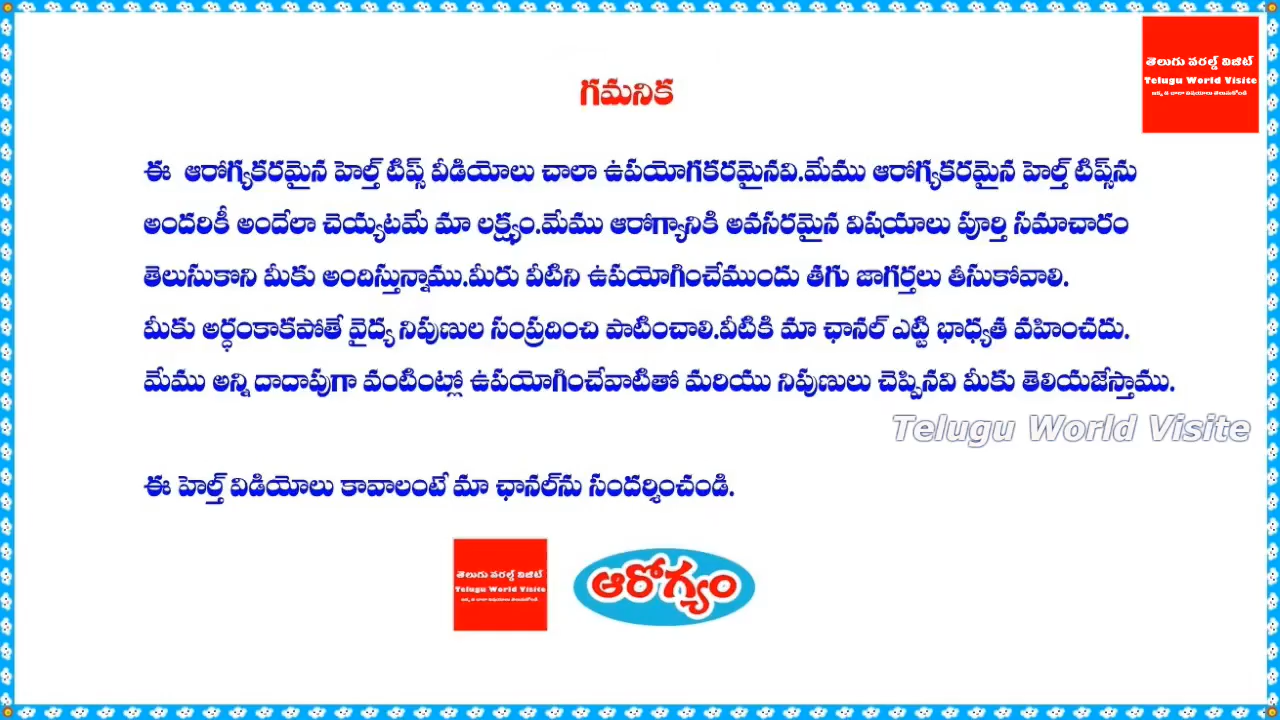 తెలుగు వరల్డ్ విజిట్
Telugu World Visite
గమనిక
ఈ ఆరోగ్యకరమైన హెల్త్ టిప్స్ వీడియోలు చాలా ఉపయోగకరమైనవి.మేము ఆరోగ్యకరమైన హెల్త్ టిప్స్‌ను
అందరికీ అందేలా చెయ్యటమే మా లక్ష్యం.మేము ఆరోగ్యానికి అవసరమైన విషయాలు పూర్తి సమాచారం
తెలుసుకొని మీకు అందిస్తున్నాము.మీరు వీటిని ఉపయోగించేముందు తగు జాగర్తలు తీసుకోవాలి.
మీకు అర్ధంకాకపోతే వైద్య నిపుణుల సంప్రదించి పాటించాలి.వీటికి మా ఛానల్ ఎట్టి భాధ్యత వహించదు.
మేము అన్ని దాదాపుగా వంటింట్లో ఉపయోగించేవాటితో మరియు నిపుణులు చెప్పినవి మీకు తెలియజేస్తాము.
Telugu World Visite
ఈ హెల్త్ విడియోలు కావాలంటే మా ఛానల్‌ను సందర్శించండి.
తెలుగు వరల్డ్ విజిట్
Telugu World Visite
ఆరోగ్యం